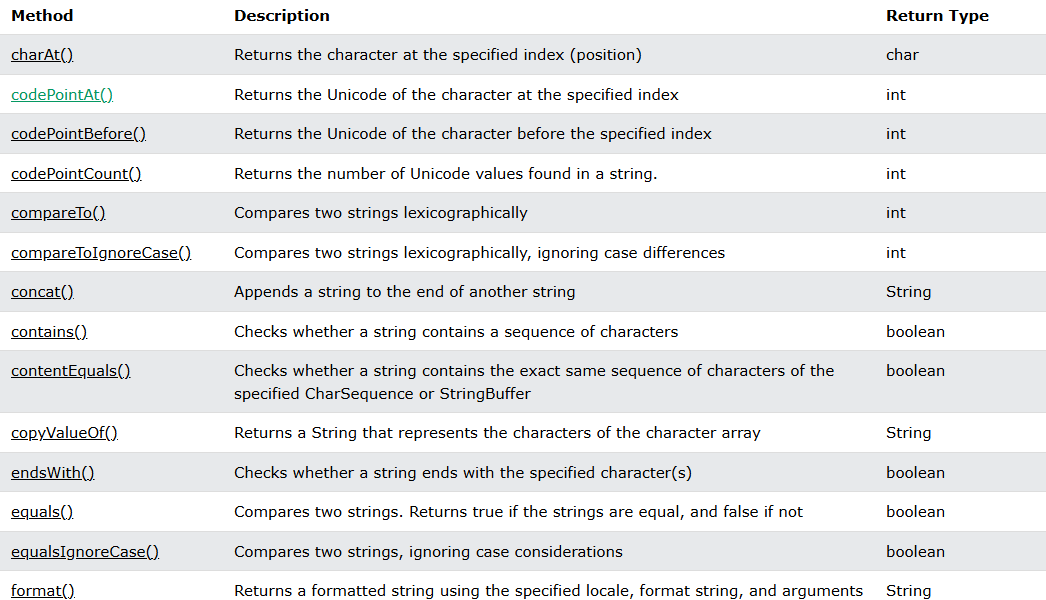 Method Description Return Type
charAt() Returns the character at the specified index (position) char
codePointAt() Returns the Unicode of the character at the specified index int
codePointBefore() Returns the Unicode of the character before the specified index int
codePointCount() Returns the number of Unicode values found in a string. int
compareTo() Compares two strings lexicographically int
compareToIgnoreCase() Compares two strings lexicographically, ignoring case differences int
concat() Appends a string to the end of another string String
contains() Checks whether a string contains a sequence of characters boolean
contentEquals() Checks whether a string contains the exact same sequence of characters of the boolean
specified CharSequence or StringBuffer
copyValueOf() Returns a String that represents the characters of the character array String
endsWith() Checks whether a string ends with the specified character(s) boolean
equals() Compares two strings. Returns true if the strings are equal, and false if not boolean
equalsIgnoreCase() Compares two strings, ignoring case considerations boolean
format() Returns a formatted string using the specified locale, format string, and arguments String